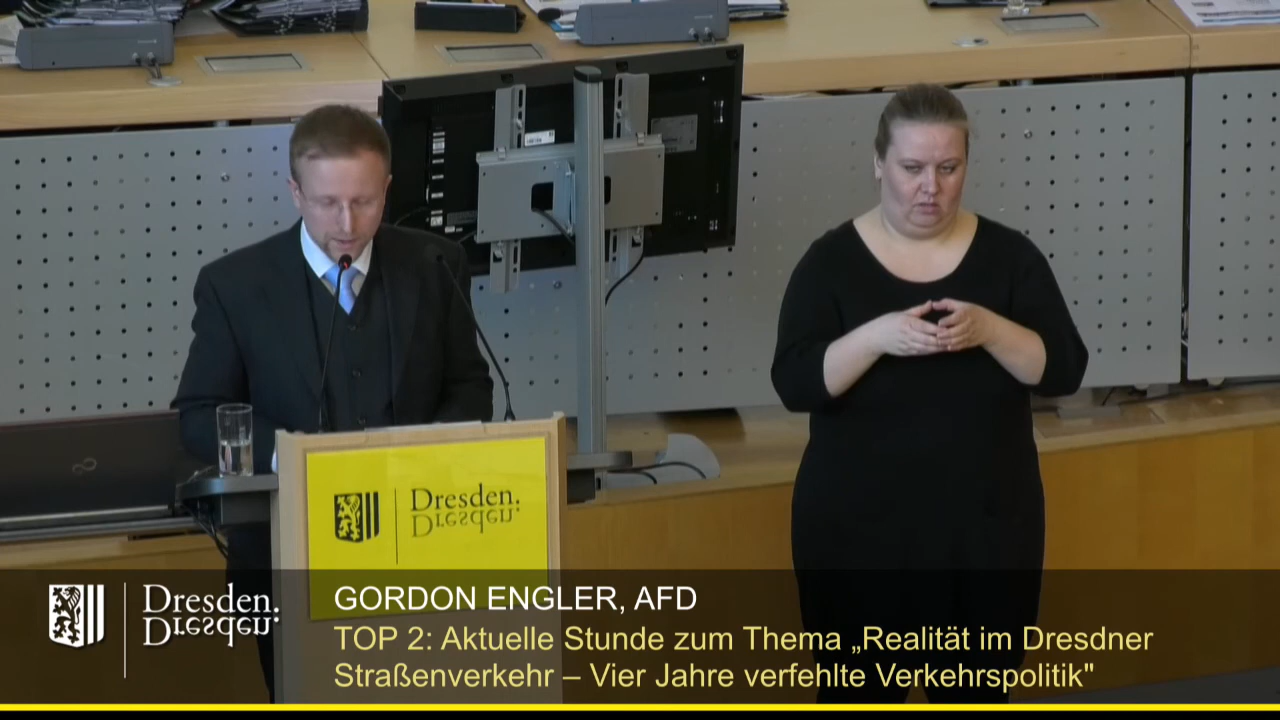 Dresden.
Dresden.
GORDON ENGLER, AFD
TOP 2: Aktuelle Stunde zum Thema „Realität im Dresdner
Straßenverkehr – Vier Jahre verfehlte Verkehrspolitik"
Dresden.
Dresden.